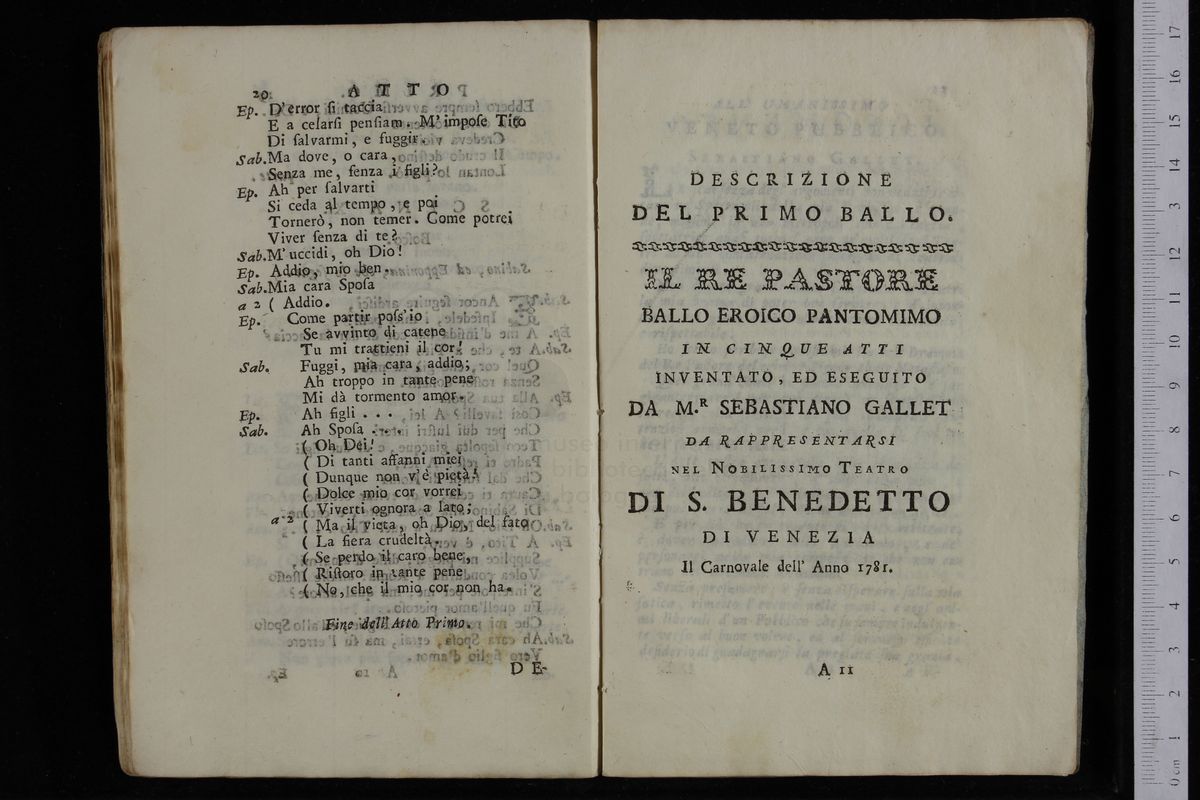 20 ATTO
Ep. D'error ſi taccia
E a celarſi penſiam. M'impoſe Tito
Di ſalvarmi, e fuggir.
Sab. Ma dove, o cara,
Senza me, ſenza i figli?
Ep. Ah per ſalvarti
Si ceda al tempo, e poi
Tornerò, non temer. Come potrei
Viver ſenza di te?
Sab. M'uccidi, oh Dio!
Ep. Addio, mio ben.
Sab. Mia cara Spoſa
a 2 ( Addio.
Ep. Come partir poſs'io
Se avvinto di catene
Tu mi trattieni il cor!
Sab. Fuggi, mia cara, addio;
Ah troppo in tante pene
Mi dà tormento amor.
Ep. Ah figli . . .
Sab. Ah Spoſa . . .
( Oh Dei!
( Di tanti affanni miei
( Dunque non v'è pietà!
( Dolce mio cor vorrei
( Viverti ognora a lato;
a 2 ( Ma il vieta, oh Dio, del fato
( La fiera crudeltà.
( Se perdo il caro bene,
( Riſtoro in tante pene
( No, che il mio cor non ha.
Fine dell' Atto Primo.
DE-
DESCRIZIONE
DEL PRIMO BALLO.
IL RE PASTORE
BALLO EROICO PANTOMIMO
IN CINQUE ATTI
INVENTATO, ED ESEGUITO
DA M.R SEBASTIANO GALLET
DA RAPPRESENTARSI
NEL NOBILISSIMO TEATRO
DI S. BENEDETTO
DI VENEZIA
Il Carnovale dell' Anno 1781.
A 11